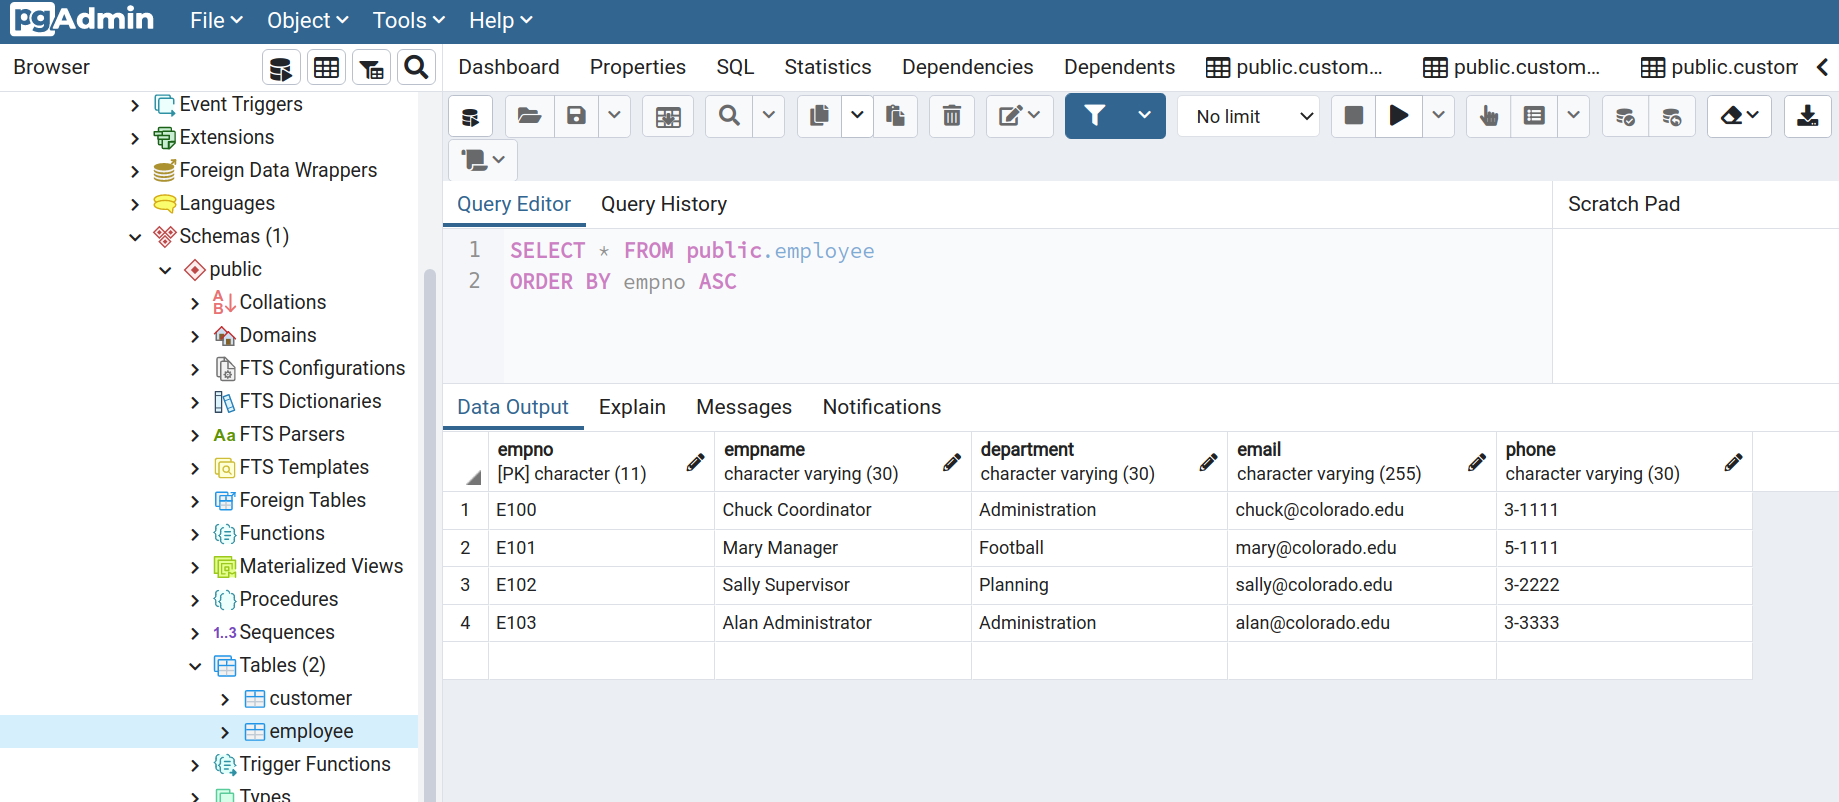 pgAdmin File Object Tools Help
Browser
Dashboard Properties SQL Statistics Dependencies Dependents public.custom... public.custom... public.custom
Event Triggers
Extensions
Foreign Data Wrappers
Languages
Schemas (1)
public
A
B
Collations
Domains
FTS Configurations
FTS Dictionaries
Aa FTS Parsers
FTS Templates
Foreign Tables
Functions
Materialized Views
Procedures
1..3 Sequences
Tables (2)
customer
employee
Trigger Functions
Types
No limit
Query Editor Query History
Scratch Pad
1 SELECT * FROM public.employee
2 ORDER BY empno ASC
Data Output Explain Messages Notifications
empno empname department email phone
[PK] character (11) character varying (30) character varying (30) character varying (255) character varying (30)
1 E100 Chuck Coordinator Administration chuck@colorado.edu 3-1111
2 E101 Mary Manager Football mary@colorado.edu 5-1111
3 E102 Sally Supervisor Planning sally@colorado.edu 3-2222
4 E103 Alan Administrator Administration alan@colorado.edu 3-3333